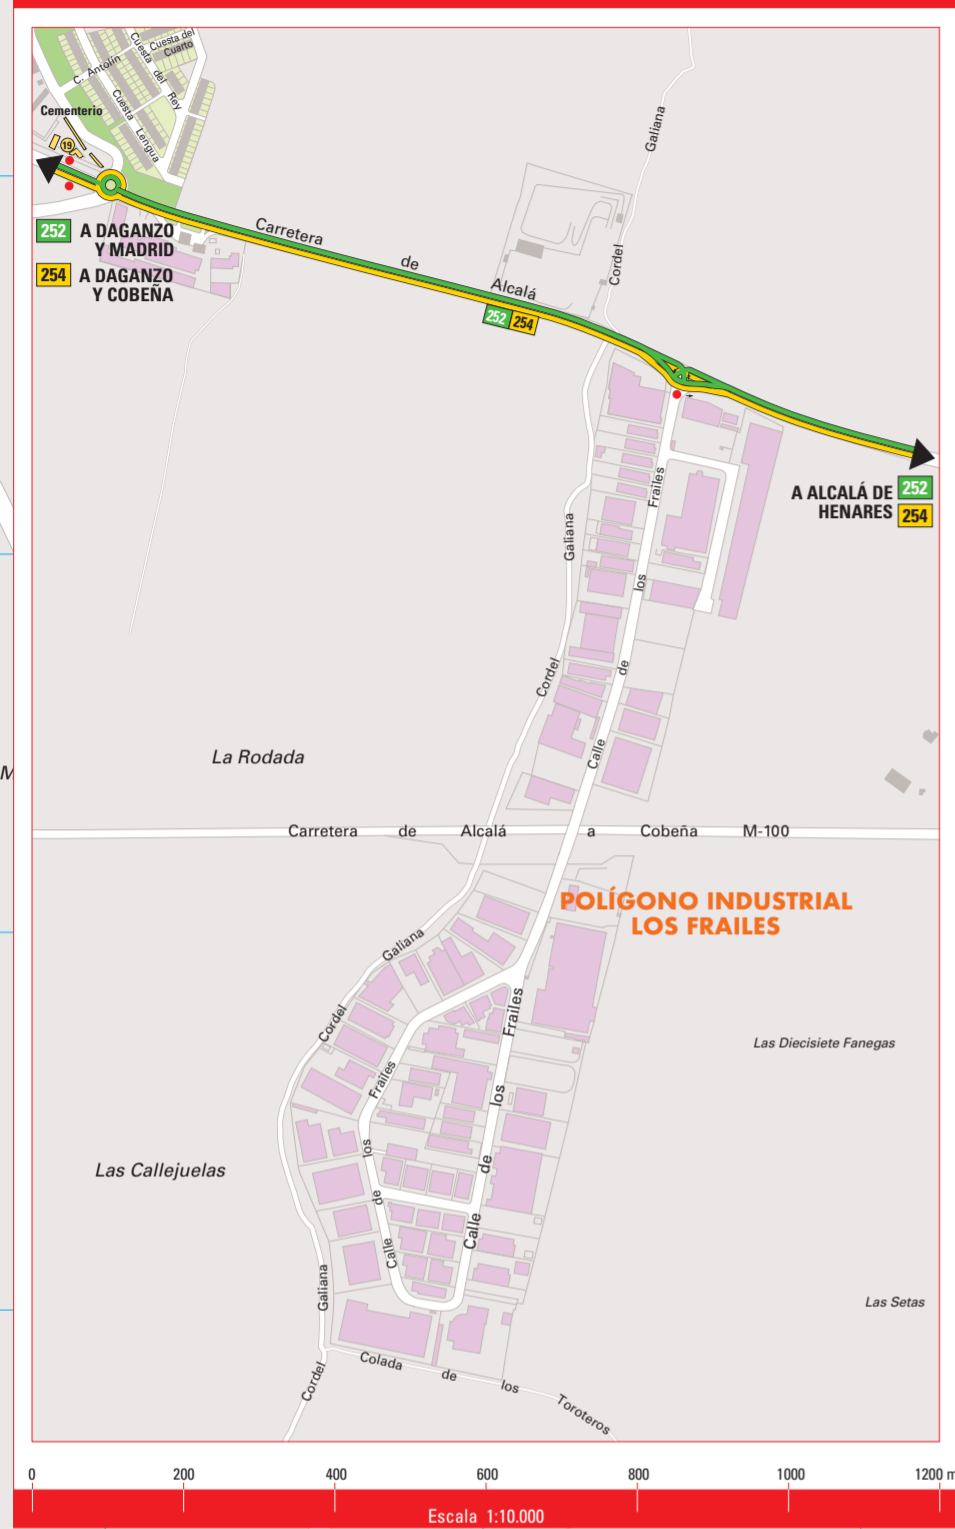 Cuesta del
Cuarto
Cuesta del Rey
C. Antolín
Cuesta Lengua
Cementerio
19
Galiana
Cordel
252 A DAGANZO
Y MADRID
254 A DAGANZO
Y COBEÑA
Carretera de Alcalá
252 254
A ALCALÁ DE 252
HENARES 254
Calle de los Frailes
Cordel Galiana
La Rodada
M
Carretera de Alcalá a Cobeña M-100
POLÍGONO INDUSTRIAL
LOS FRAILES
Cordel Galiana
Las Diecisiete Fanegas
Calle de los Frailes
Calle de los Frailes
Las Callejuelas
Las Setas
Cordel Galiana
Colada de los Toroteros
0 200 400 600 800 1000 1200 m
Escala 1:10.000